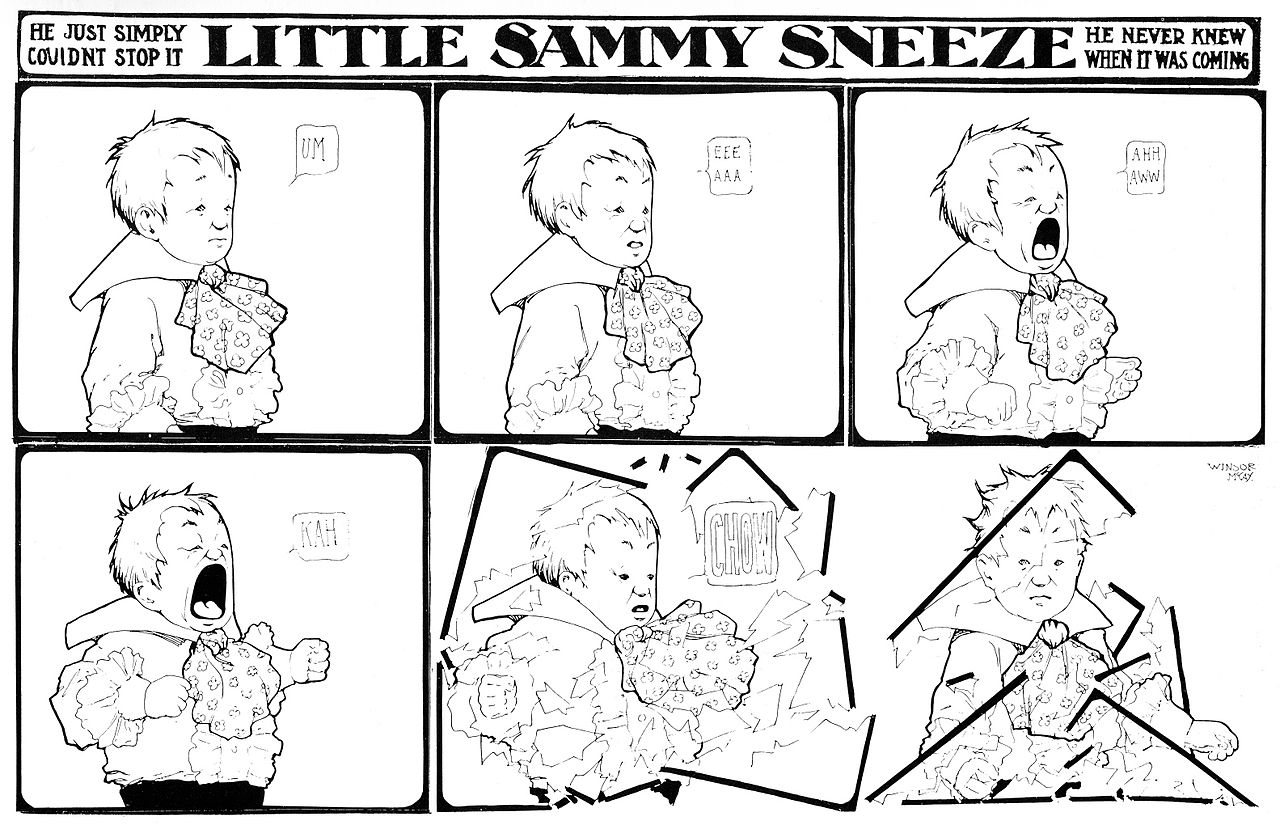 HE JUST SIMPLY
COUIDNT STOP IT
LITTLE SAMMY SNEEZE
HE NEVER KNEW
WHEN IT WAS COMING
UM
EEE
AAA
AHH
AWW
KAH
CHOW
WINSOR
McCAY.